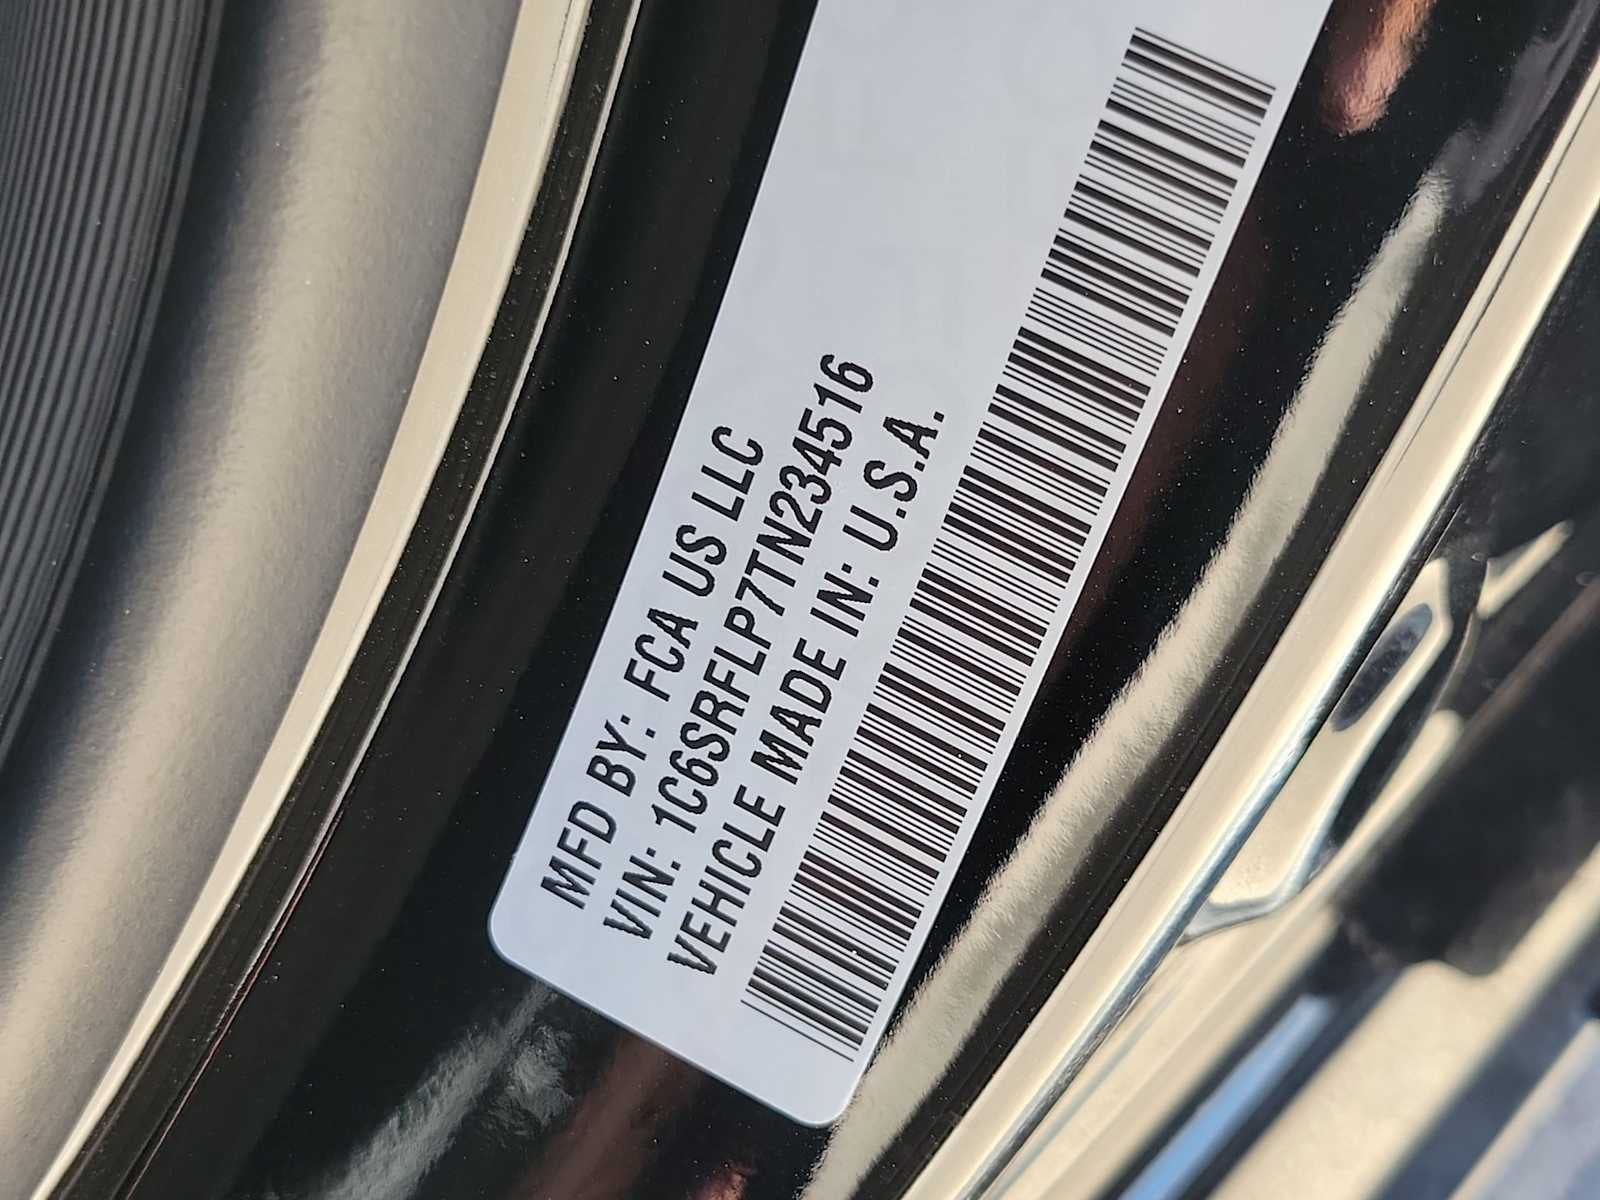 MFD BY: FCA US LLC
VIN: 1C6SRFLP7TN234516
VEHICLE MADE IN: U.S.A.